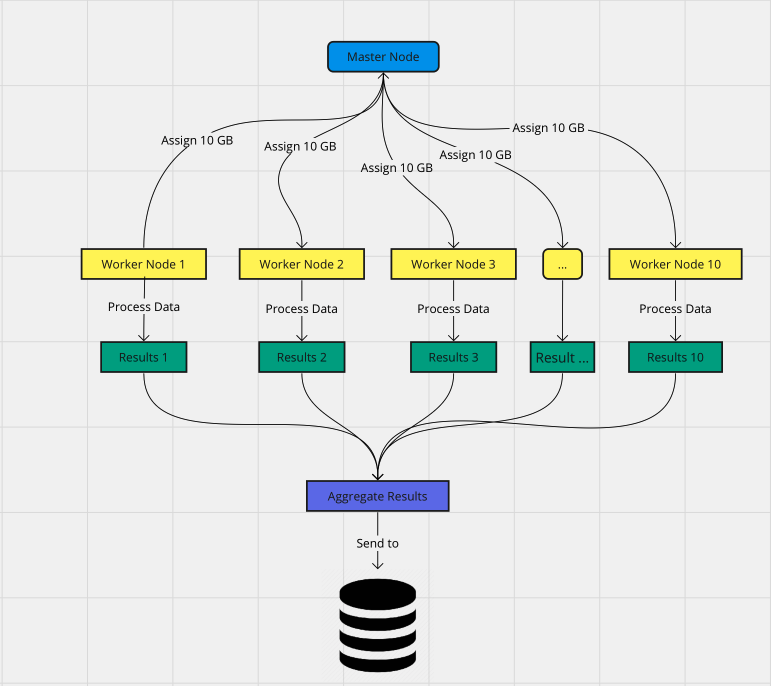 Master Node
Assign 10 GB
Assign 10 GB
Assign 10 GB
Assign 10 GB
Assign 10 GB
Worker Node 1
Worker Node 2
Worker Node 3
...
Worker Node 10
Process Data
Process Data
Process Data
Process Data
Results 1
Results 2
Results 3
Result ...
Results 10
Aggregate Results
Send to